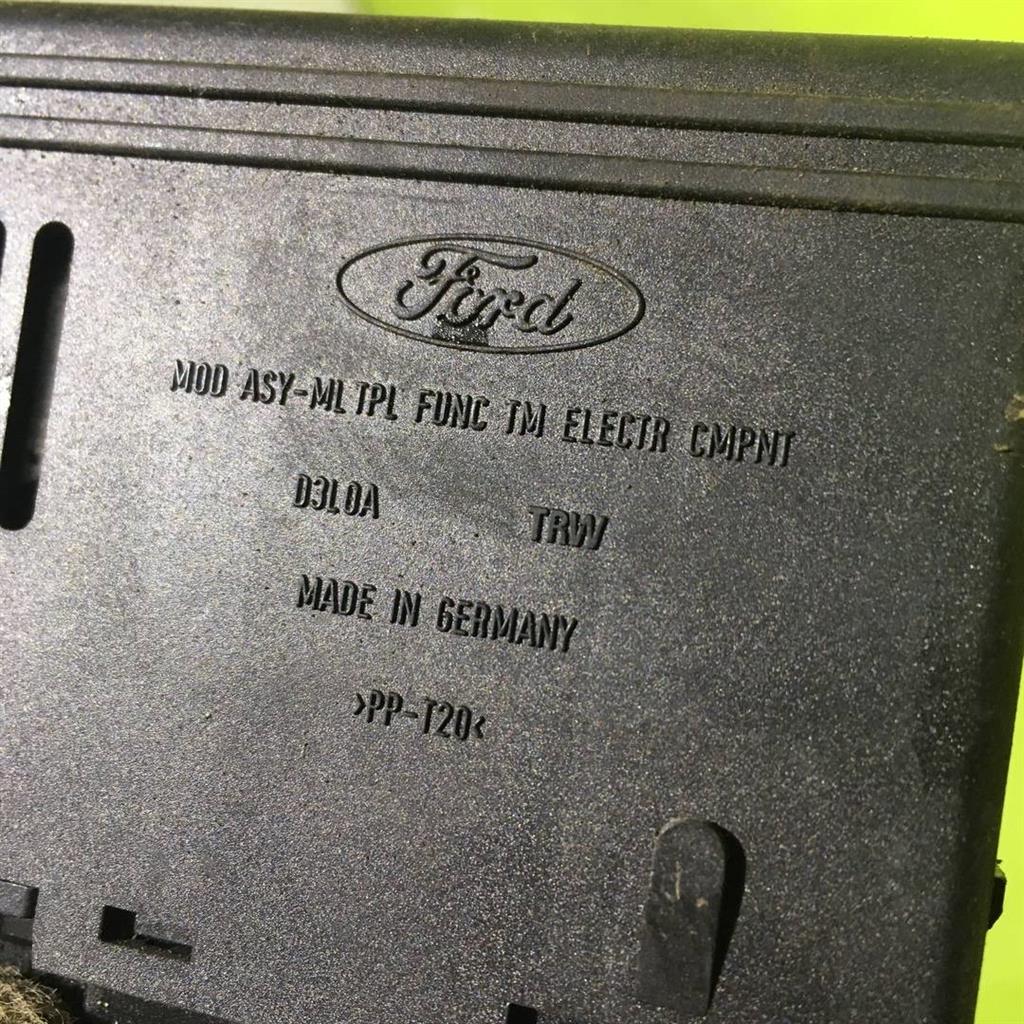 Ford
MOD ASY-MLTPL FUNC TM ELECTR CMPNT
D3L0A TRW
MADE IN GERMANY
>PP-T20<